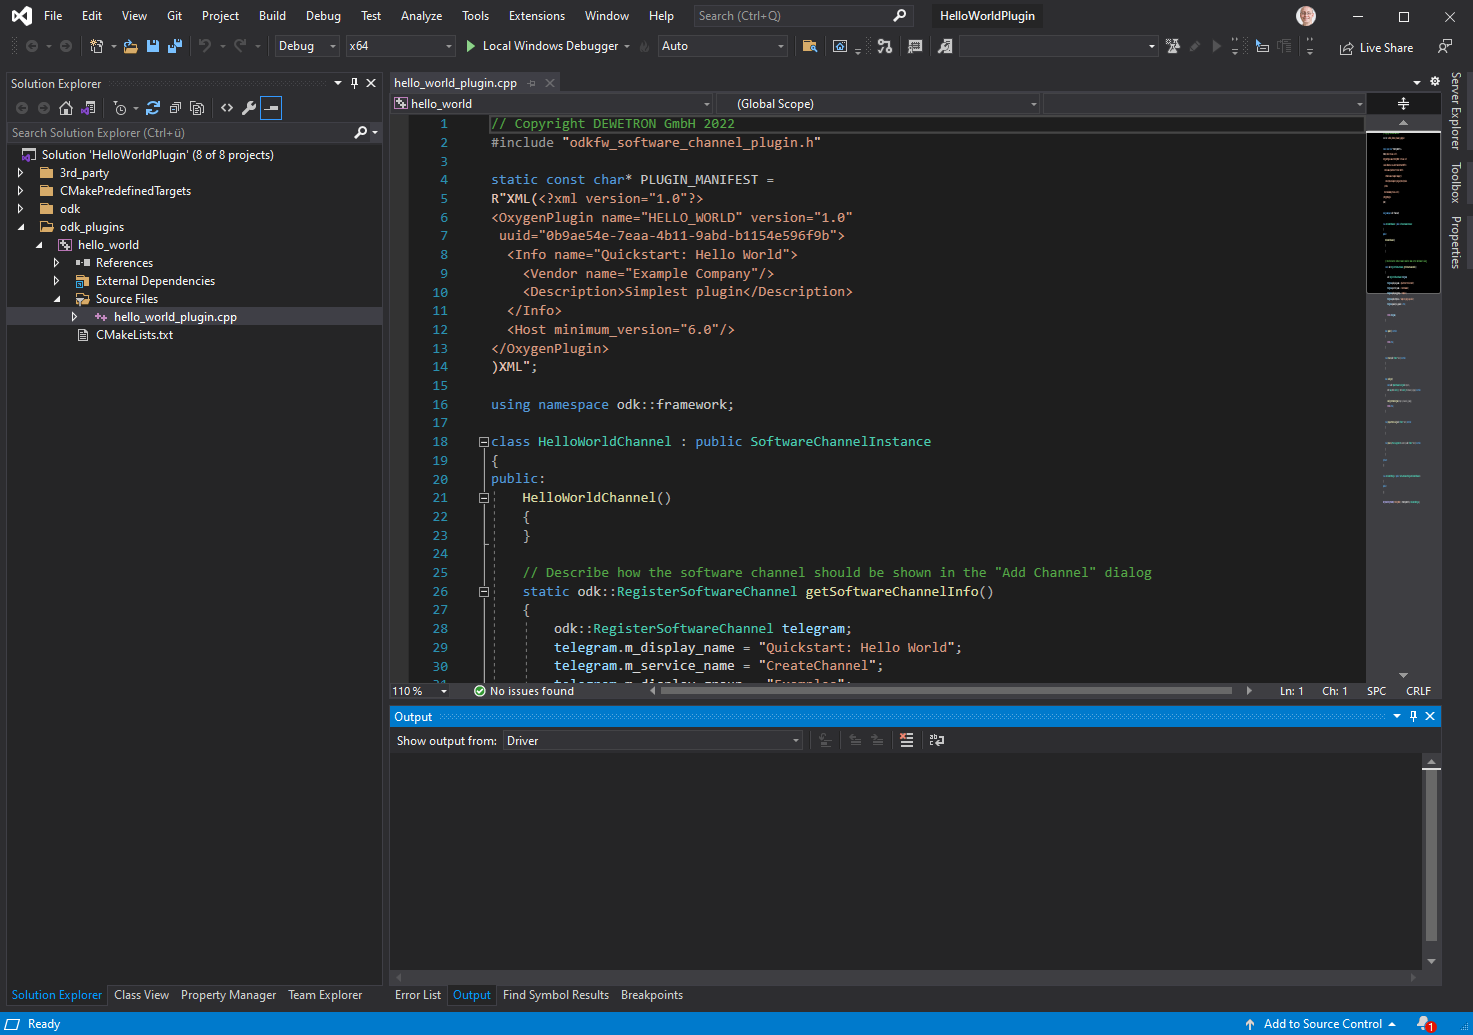 File Edit View Git Project Build Debug Test Analyze Tools Extensions Window Help Search (Ctrl+Q) HelloWorldPlugin
Debug x64 Local Windows Debugger Auto Live Share
Solution Explorer
Search Solution Explorer (Ctrl+ü)
Solution 'HelloWorldPlugin' (8 of 8 projects)
3rd_party
CMakePredefinedTargets
odk
odk_plugins
hello_world
References
External Dependencies
Source Files
hello_world_plugin.cpp
CMakeLists.txt
Solution Explorer Class View Property Manager Team Explorer
hello_world_plugin.cpp
hello_world (Global Scope)
1 // Copyright DEWETRON GmbH 2022
2 #include "odkfw_software_channel_plugin.h"
3
4 static const char* PLUGIN_MANIFEST =
5 R"XML(<?xml version="1.0"?>
6 <OxygenPlugin name="HELLO_WORLD" version="1.0"
7 uuid="0b9ae54e-7eaa-4b11-9abd-b1154e596f9b">
8 <Info name="Quickstart: Hello World">
9 <Vendor name="Example Company"/>
10 <Description>Simplest plugin</Description>
11 </Info>
12 <Host minimum_version="6.0"/>
13 </OxygenPlugin>
14 )XML";
15
16 using namespace odk::framework;
17
18 class HelloWorldChannel : public SoftwareChannelInstance
19 {
20 public:
21 HelloWorldChannel()
22 {
23 }
24
25 // Describe how the software channel should be shown in the "Add Channel" dialog
26 static odk::RegisterSoftwareChannel getSoftwareChannelInfo()
27 {
28 odk::RegisterSoftwareChannel telegram;
29 telegram.m_display_name = "Quickstart: Hello World";
30 telegram.m_service_name = "CreateChannel";
110 % No issues found Ln: 1 Ch: 1 SPC CRLF
Output
Show output from: Driver
Error List Output Find Symbol Results Breakpoints
Server Explorer
Toolbox
Properties
Ready Add to Source Control 1